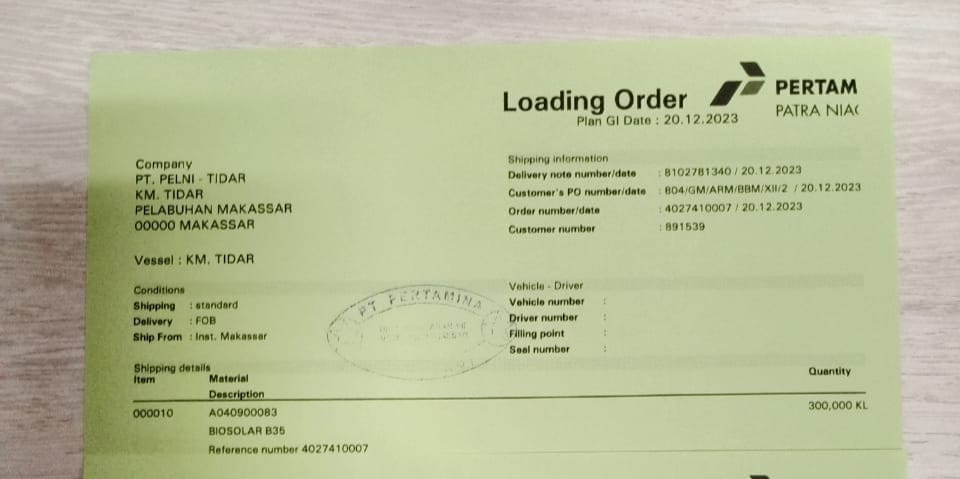 Loading Order
Plan GI Date : 20.12.2023
PERTAM
PATRA NIAG
Company
PT. PELNI - TIDAR
KM. TIDAR
PELABUHAN MAKASSAR
00000 MAKASSAR
Vessel : KM. TIDAR
Shipping information
Delivery note number/date : 8102781340 / 20.12.2023
Customer's PO number/date : 804/GM/ARM/BBM/XII/2 / 20.12.2023
Order number/date : 4027410007 / 20.12.2023
Customer number : 891539
Conditions
Shipping : standard
Delivery : FOB
Ship From : Inst. Makassar
PT. PERTAMINA
Vehicle - Driver
Vehicle number :
Driver number :
Filling point :
Seal number :
Shipping details
Item Material Quantity
Description
000010 A040900083 300,000 KL
BIOSOLAR B35
Reference number 4027410007